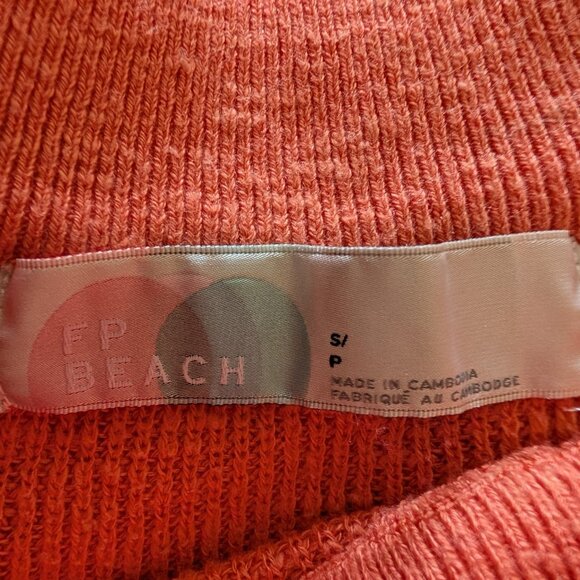 FP
BEACH
S/
P
MADE IN CAMBODIA
FABRIQUÉ AU CAMBODGE